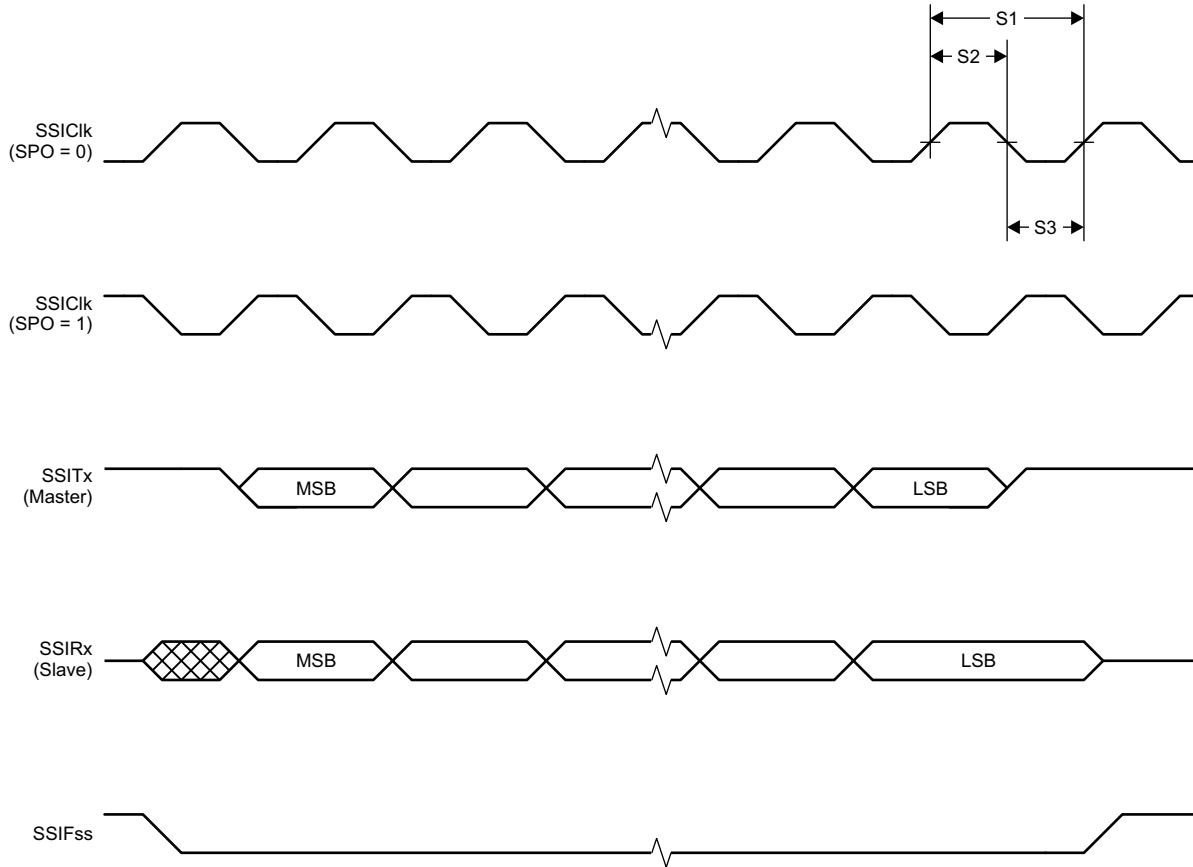 S1
S2
SSIClk
(SPO = 0)
S3
SSIClk
(SPO = 1)
SSITx
(Master)
MSB
LSB
SSIRx
(Slave)
MSB
LSB
SSIFss